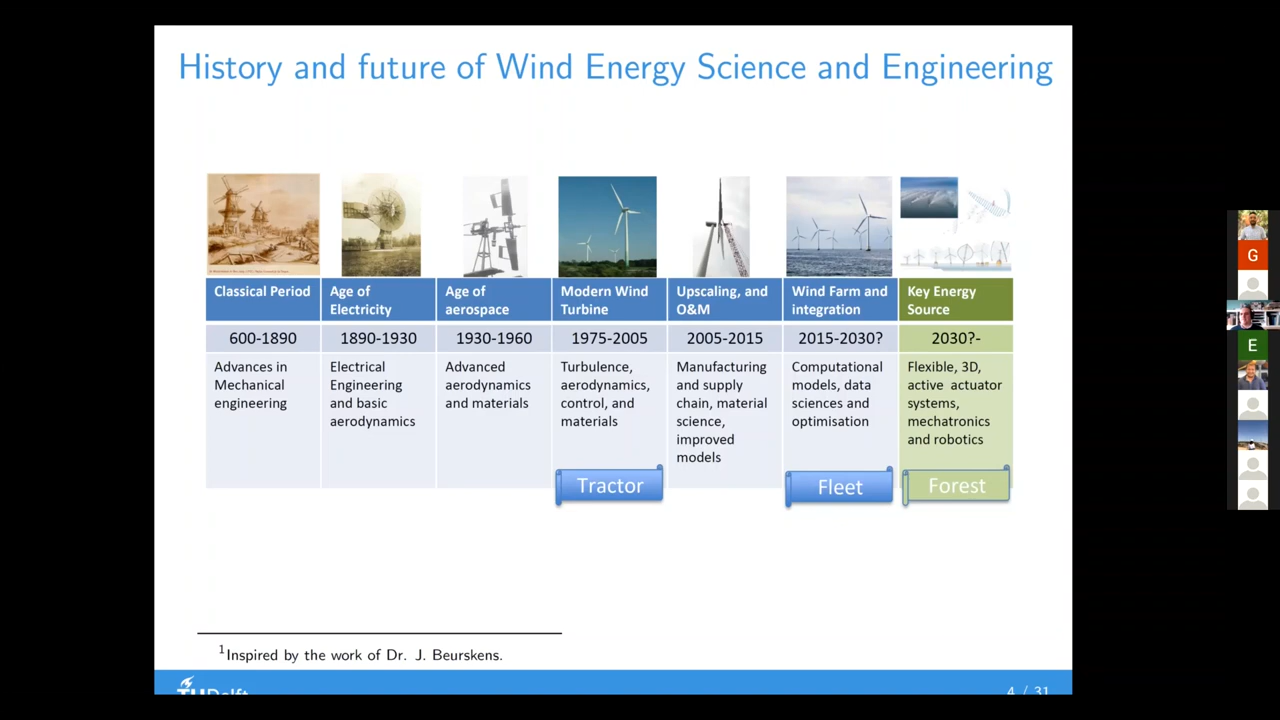 History and future of Wind Energy Science and Engineering
Classical Period
Age of
Electricity
Age of
aerospace
Modern Wind
Turbine
Upscaling, and
O&M
Wind Farm and
integration
Key Energy
Source
600-1890
1890-1930
1930-1960
1975-2005
2005-2015
2015-2030?
2030?-
Advances in
Mechanical
engineering
Electrical
Engineering
and basic
aerodynamics
Advanced
aerodynamics
and materials
Turbulence,
aerodynamics,
control, and
materials
Manufacturing
and supply
chain, material
science,
improved
models
Computational
models, data
sciences and
optimisation
Flexible, 3D,
active actuator
systems,
mechatronics
and robotics
Tractor
Fleet
Forest
1Inspired by the work of Dr. J. Beurskens.
TUDelft
4 / 31
G
E